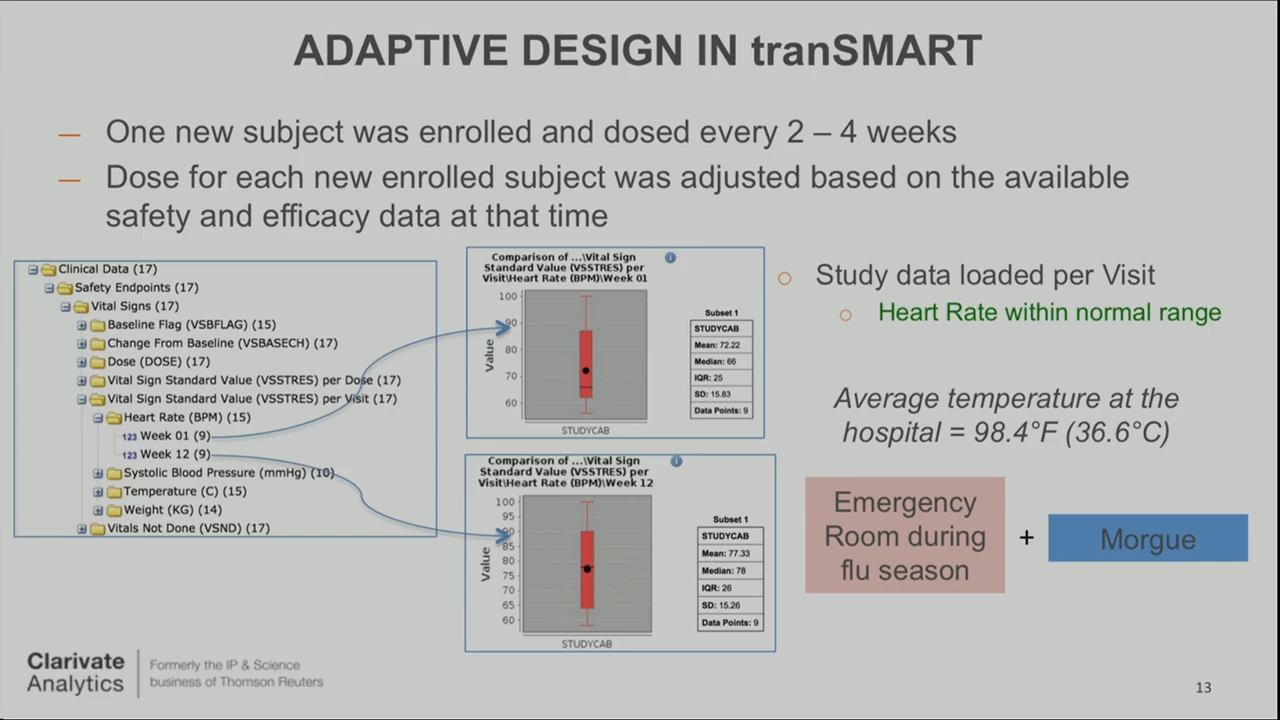 ADAPTIVE DESIGN IN tranSMART
— One new subject was enrolled and dosed every 2 – 4 weeks
— Dose for each new enrolled subject was adjusted based on the available
safety and efficacy data at that time
Clinical Data (17)
Safety Endpoints (17)
Vital Signs (17)
Baseline Flag (VSBFLAG) (15)
Change From Baseline (VSBASECH) (17)
Dose (DOSE) (17)
Vital Sign Standard Value (VSSTRES) per Dose (17)
Vital Sign Standard Value (VSSTRES) per Visit (17)
Heart Rate (BPM) (15)
123 Week 01 (9)
123 Week 12 (9)
Systolic Blood Pressure (mmHg) (10)
Temperature (C) (15)
Weight (KG) (14)
Vitals Not Done (VSND) (17)
Comparison of ...\Vital Sign
Standard Value (VSSTRES) per
Visit\Heart Rate (BPM)\Week 01
i
100
90
80
70
60
Value
STUDYCAB
Subset 1
STUDYCAB
Mean: 72.22
Median: 66
IQR: 25
SD: 15.83
Data Points: 9
Comparison of ...\Vital Sign
Standard Value (VSSTRES) per
Visit\Heart Rate (BPM)\Week 12
i
100
95
90
85
80
75
70
65
60
Value
STUDYCAB
Subset 1
STUDYCAB
Mean: 77.33
Median: 78
IQR: 26
SD: 15.26
Data Points: 9
Study data loaded per Visit
Heart Rate within normal range
Average temperature at the
hospital = 98.4°F (36.6°C)
Emergency
Room during
flu season
+
Morgue
Clarivate
Analytics
Formerly the IP & Science
business of Thomson Reuters
13